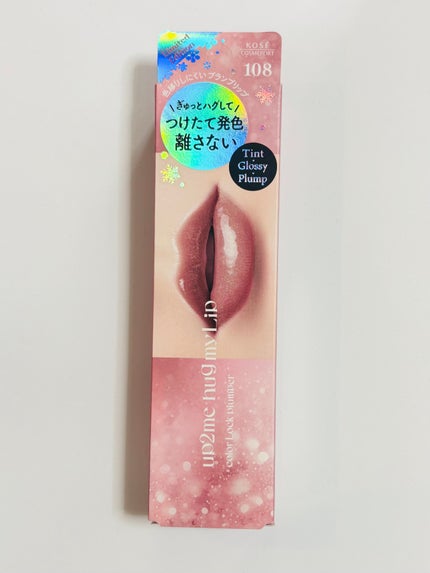 Limited
Edition
KOSÉ
COSMEPORT
108
色移りしにくいプランプリップ
ぎゅっとハグして
つけたて発色
離さない
Tint
Glossy
Plump
up2me hug my Lip
color Lock plumper